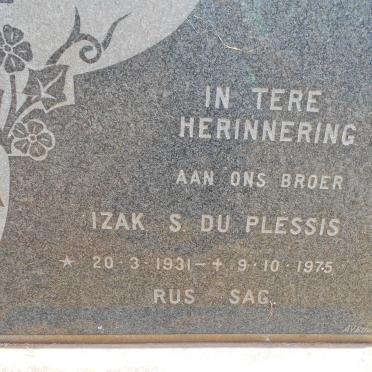 IN TERE
HERINNERING
AAN ONS BROER
IZAK S. DU PLESSIS
★ 20·3·1931–+ 9·10·1975
RUS SAG